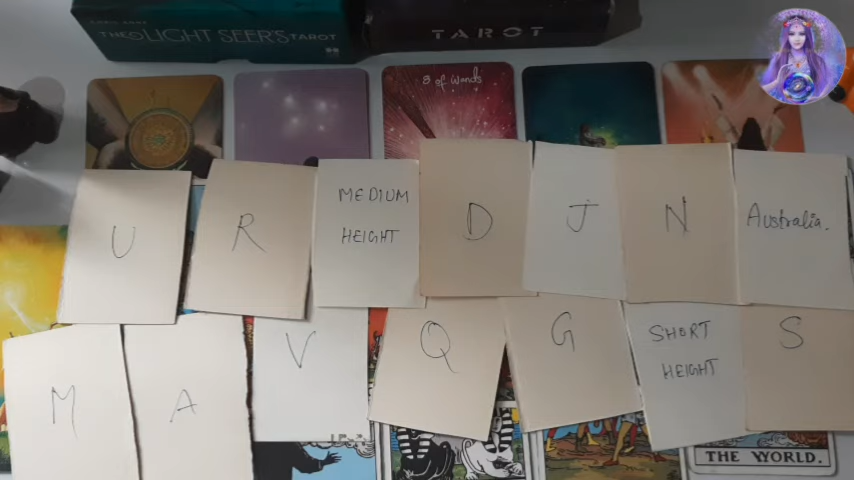 THE LIGHT SEER'S TAROT
TAROT
8 of Wands
U
R
MEDIUM
HEIGHT
D
J
N
Australia.
M
A
V
Q
G
SHORT
HEIGHT
S
THE WORLD.